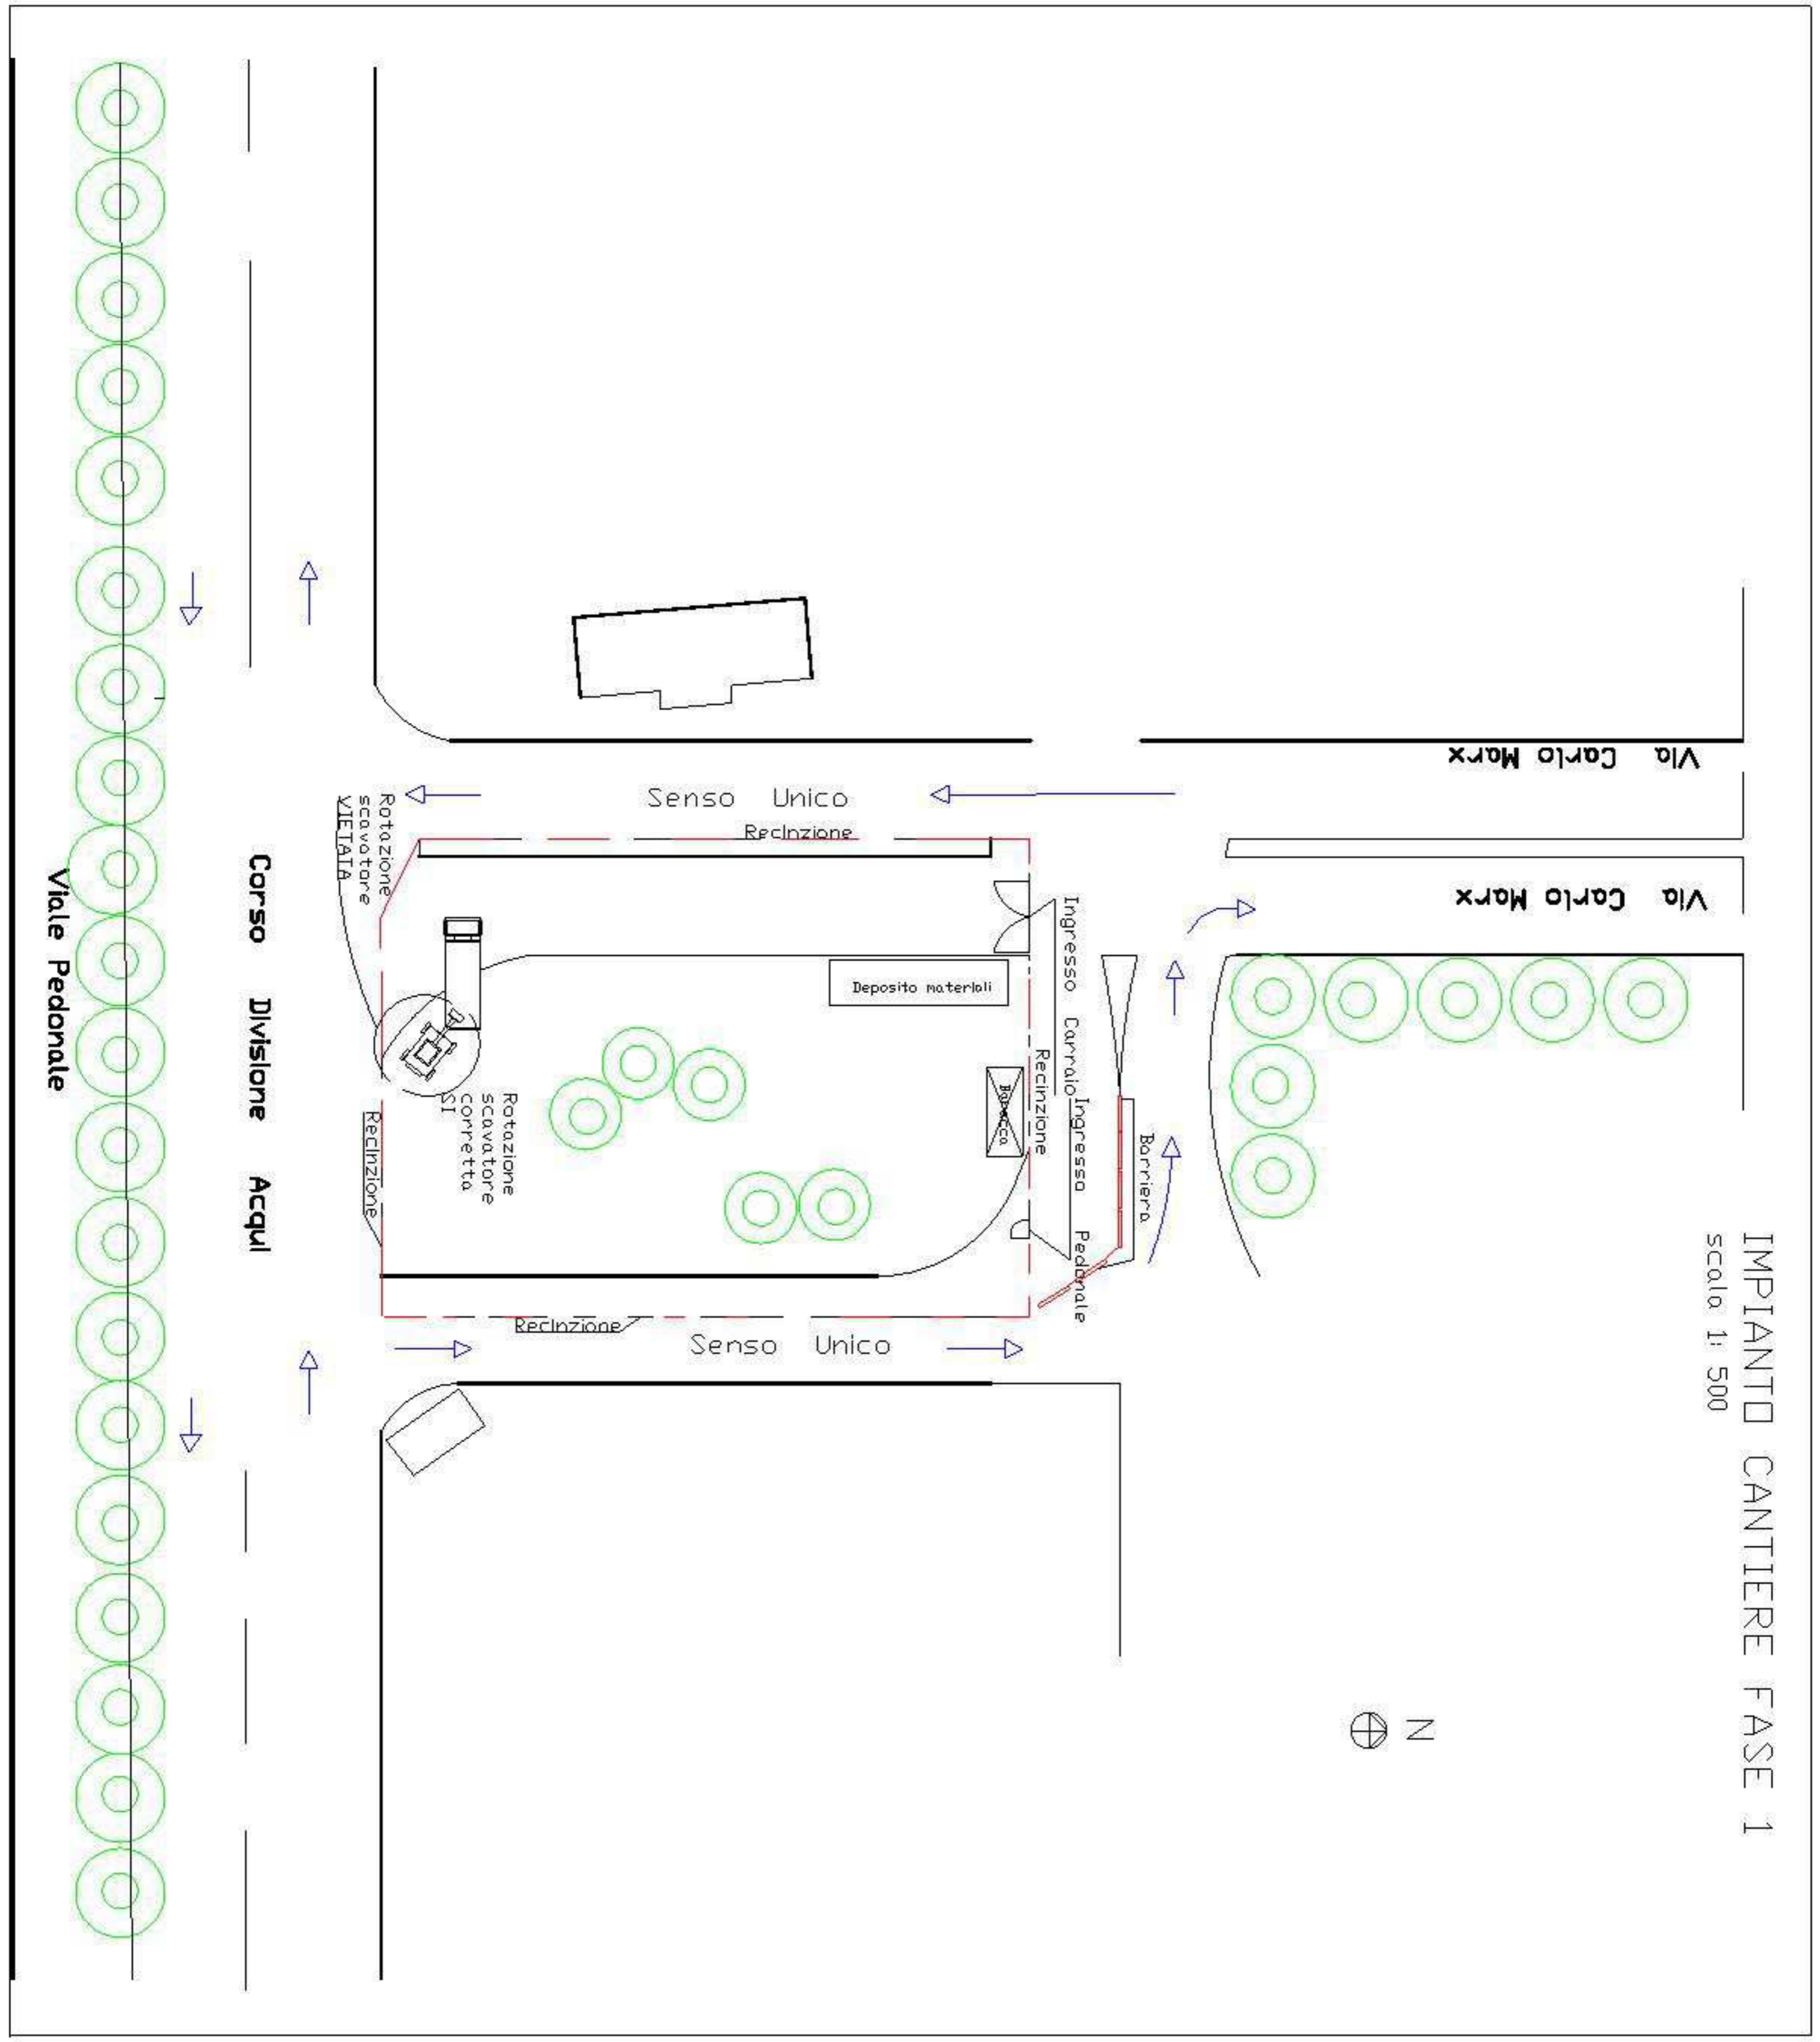 IMPIANTO CANTIERE FASE 1
scala 1: 500
N
Via Carlo Marx
Via Carlo Marx
Senso Unico
Recinzione
Rotazione
scavatore
VIETATA
Ingresso Carraio
Deposito materiali
Recinzione
Baracca
Ingresso Pedonale
Barriera
Rotazione
scavatore
corretta
SI
Recinzione
Recinzione
Senso Unico
Corso Divisione Acqui
Viale Pedonale